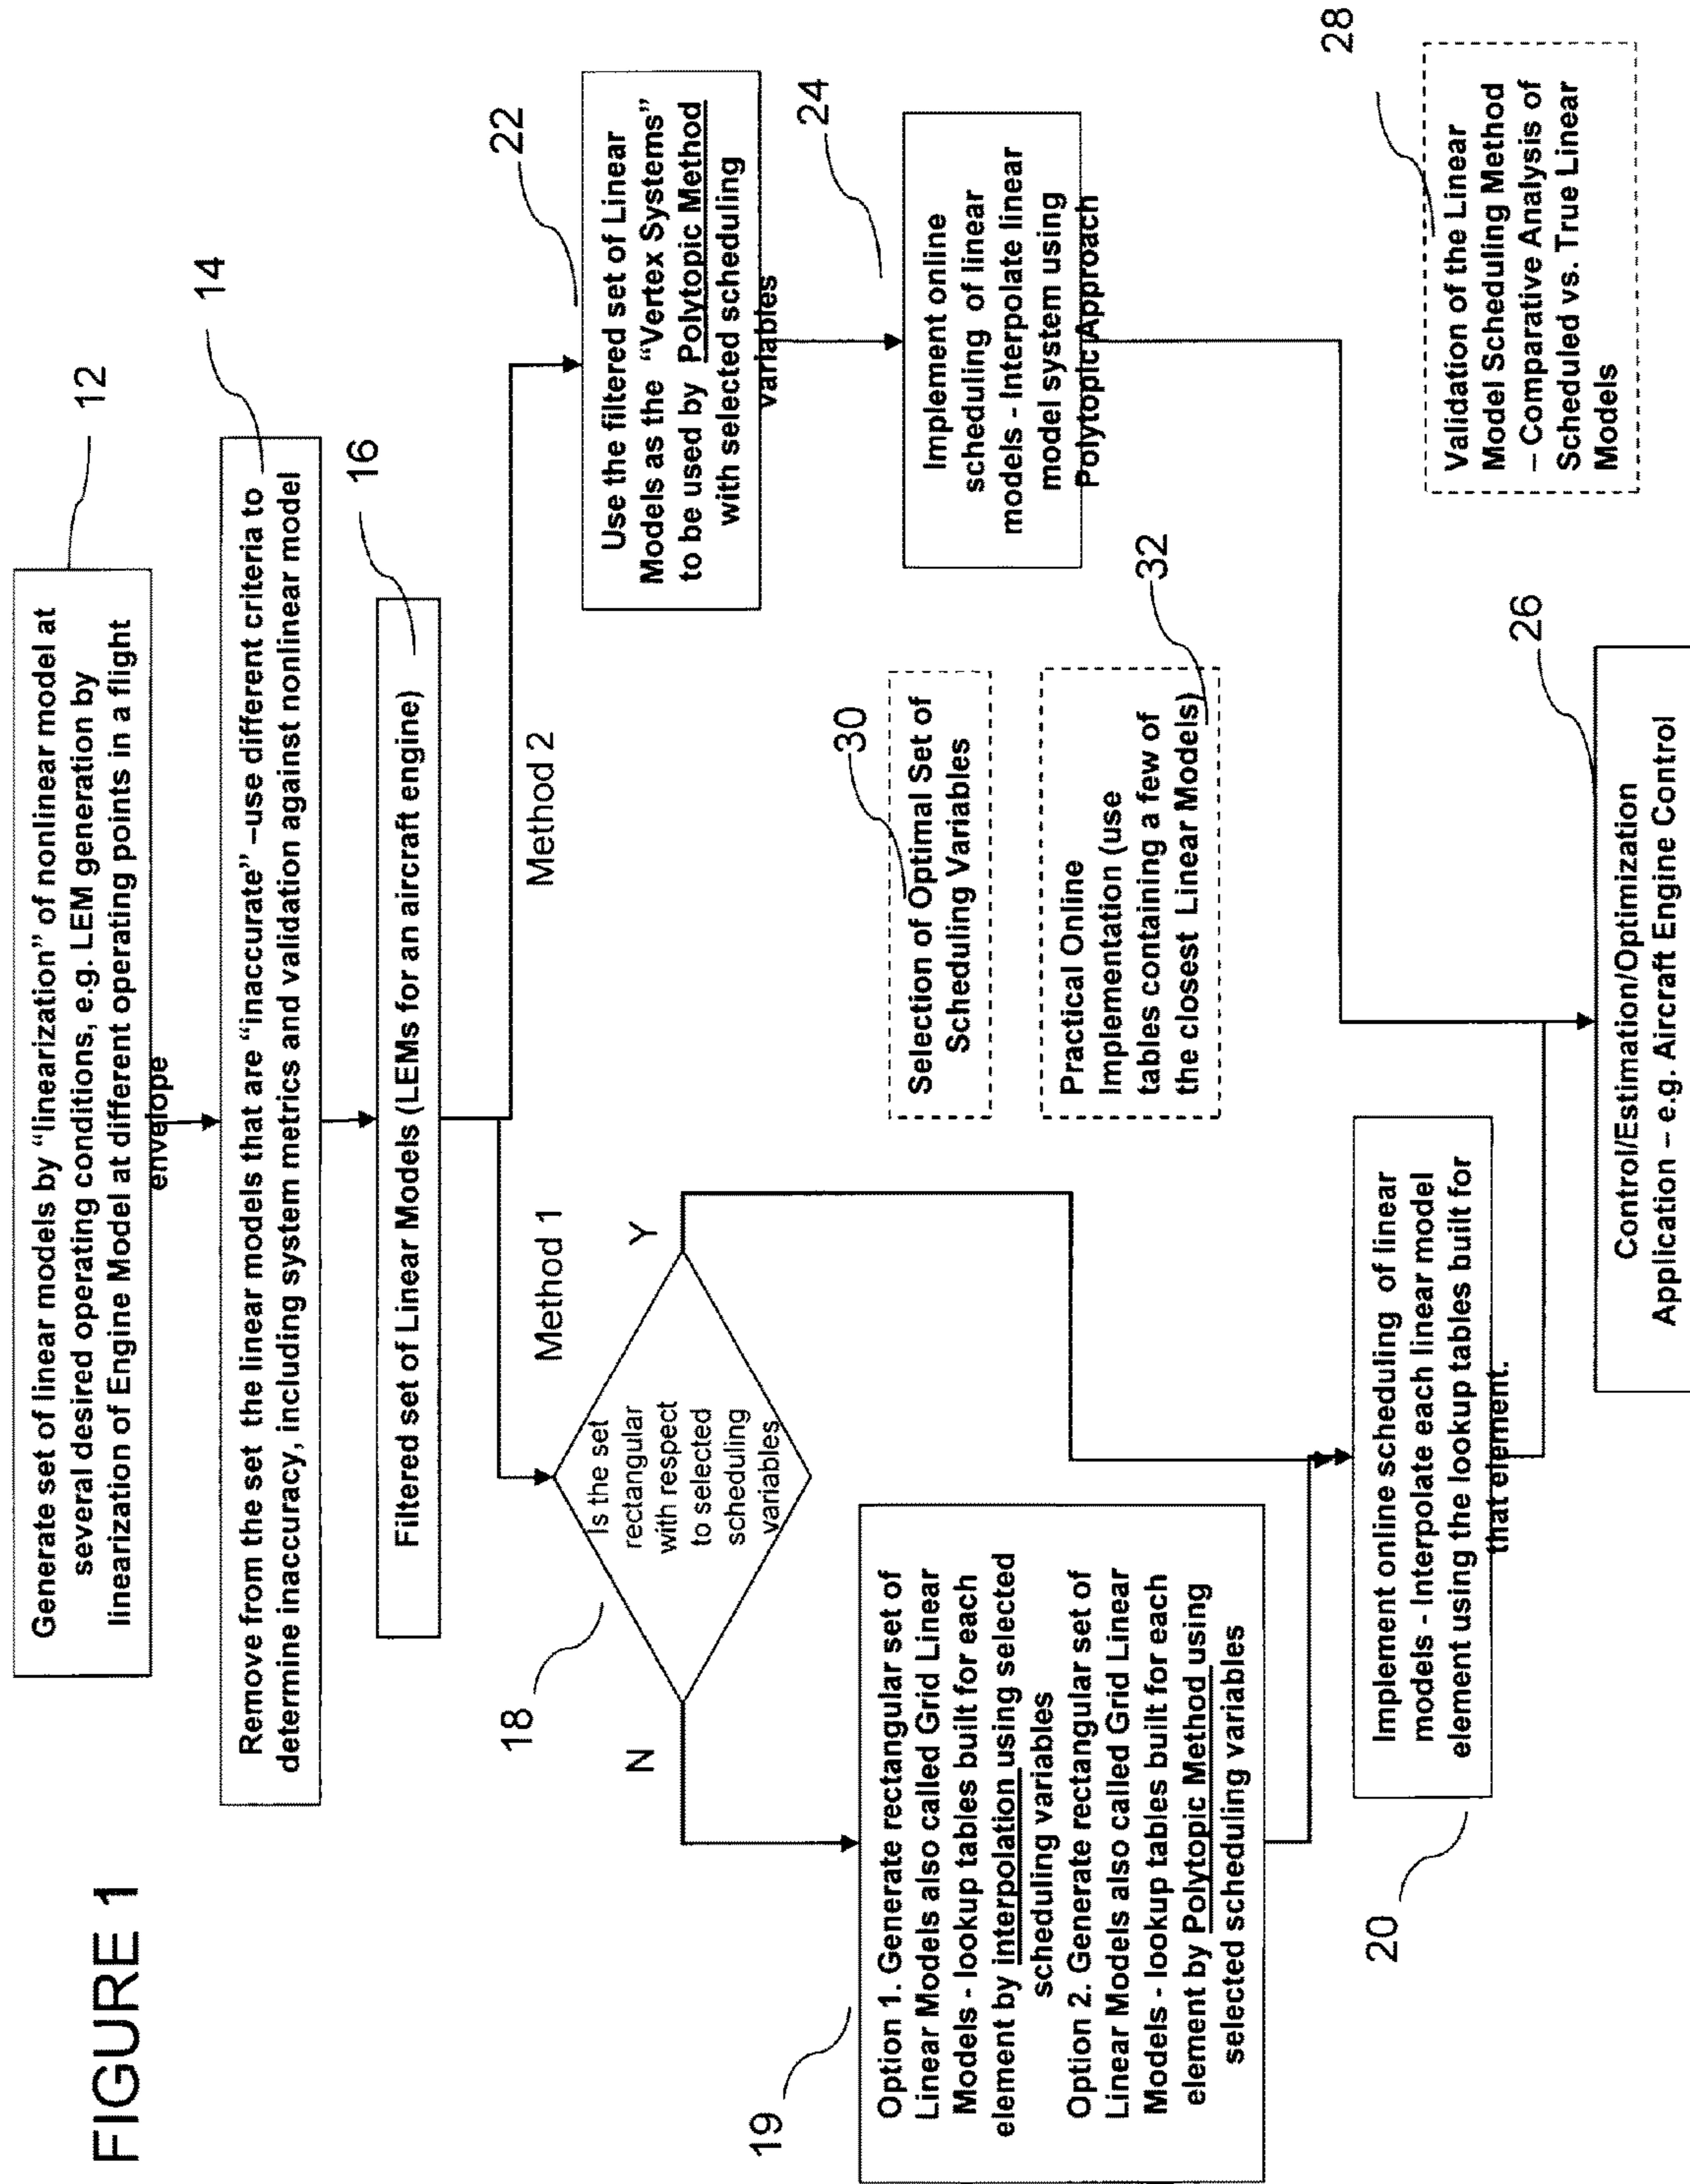 FIGURE 1
12
Generate set of linear models by “linearization” of nonlinear model at
several desired operating conditions, e.g. LEM generation by
linearization of Engine Model at different operating points in a flight
envelope
14
Remove from the set the linear models that are “inaccurate” –use different criteria to
determine inaccuracy, including system metrics and validation against nonlinear model
16
Filtered set of Linear Models (LEMs for an aircraft engine)
Method 1
Method 2
18
Is the set
rectangular
with respect
to selected
scheduling
variables
N
Y
19
Option 1. Generate rectangular set of
Linear Models also called Grid Linear
Models - lookup tables built for each
element by interpolation using selected
scheduling variables
Option 2. Generate rectangular set of
Linear Models also called Grid Linear
Models - lookup tables built for each
element by Polytopic Method using
selected scheduling variables
20
Implement online scheduling of linear
models - Interpolate each linear model
element using the lookup tables built for
that element.
22
Use the filtered set of Linear
Models as the “Vertex Systems”
to be used by Polytopic Method
with selected scheduling
variables
24
Implement online
scheduling of linear
models - Interpolate linear
model system using
Polytopic Approach
30
Selection of Optimal Set of
Scheduling Variables
32
Practical Online
Implementation (use
tables containing a few of
the closest Linear Models)
28
Validation of the Linear
Model Scheduling Method
– Comparative Analysis of
Scheduled vs. True Linear
Models
26
Control/Estimation/Optimization
Application – e.g. Aircraft Engine Control